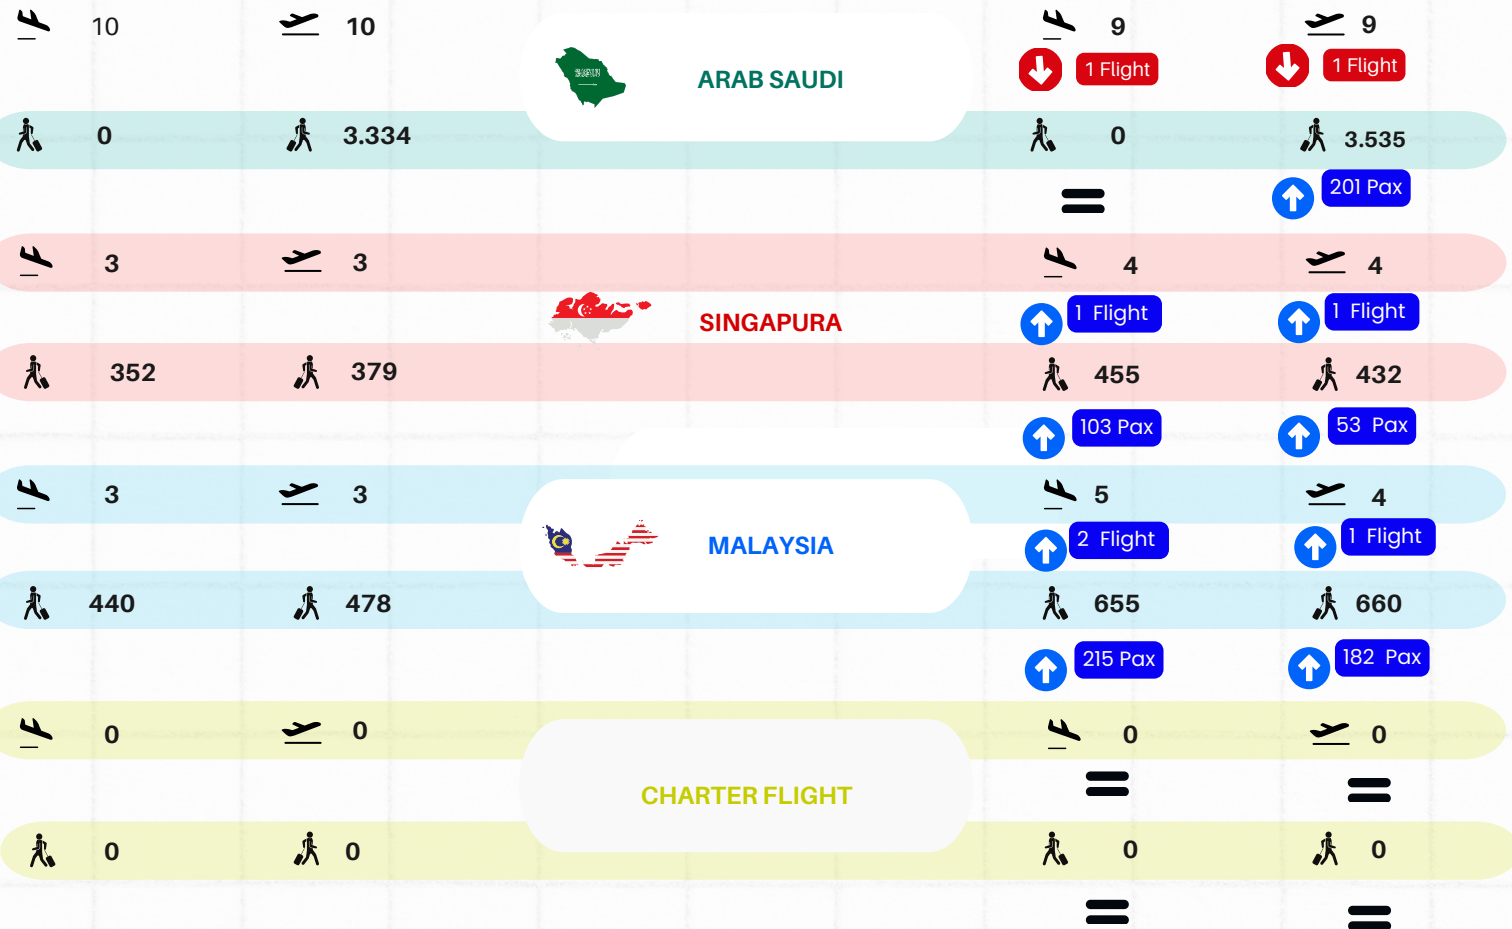 10 10 9 9
1 Flight 1 Flight
ARAB SAUDI
0 3.334 0 3.535
= 201 Pax
3 3 4 4
1 Flight 1 Flight
SINGAPURA
352 379 455 432
103 Pax 53 Pax
3 3 5 4
2 Flight 1 Flight
MALAYSIA
440 478 655 660
215 Pax 182 Pax
0 0 0 0
= =
CHARTER FLIGHT
0 0 0 0
= =